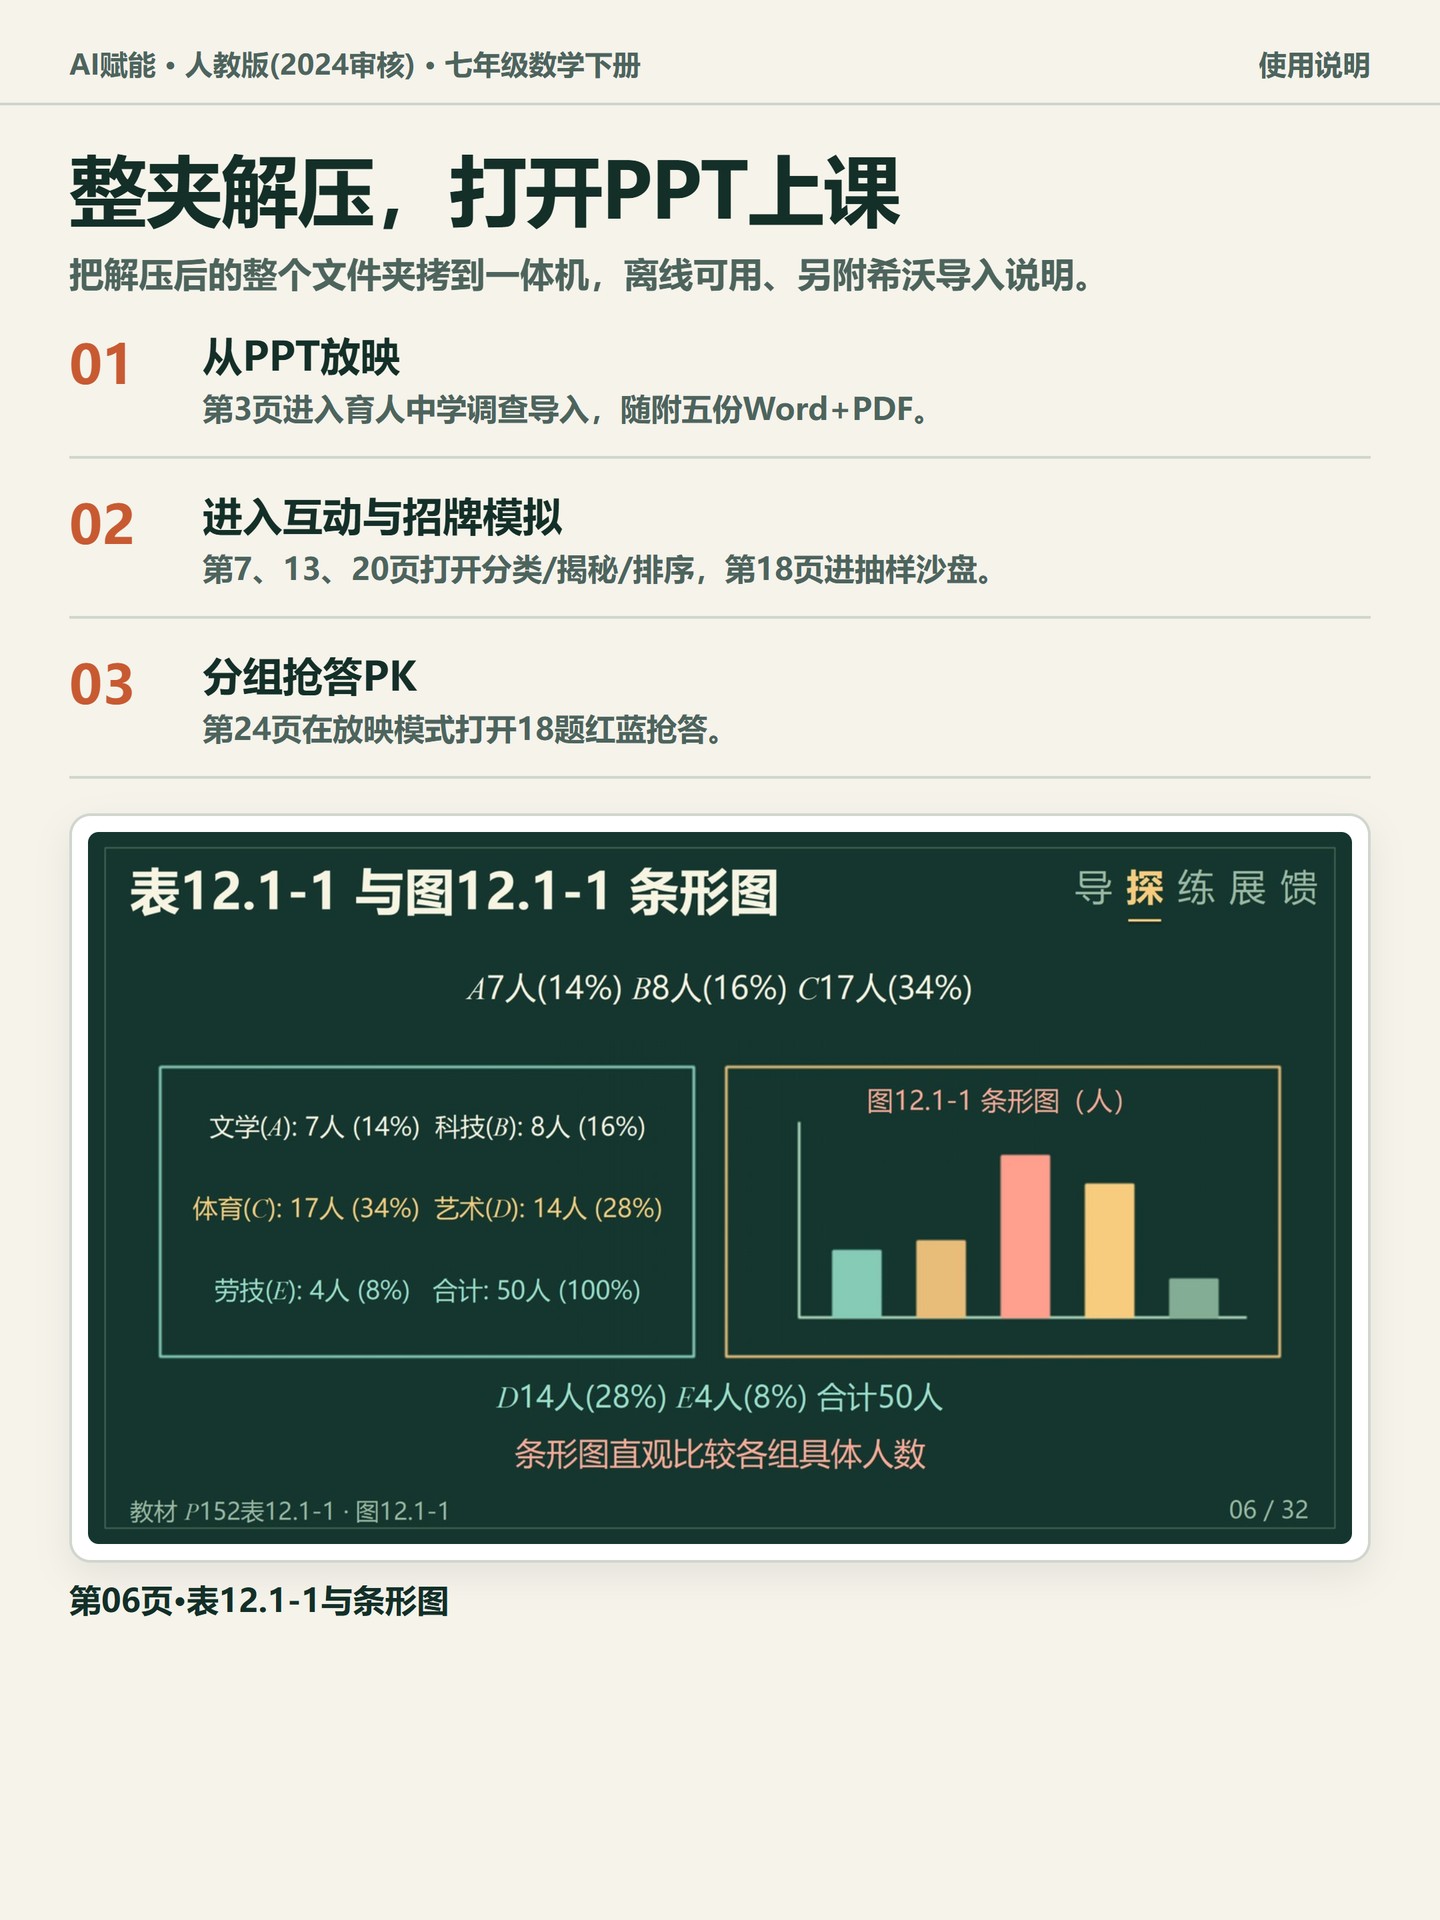 AI赋能 • 人教版(2024审核) • 七年级数学下册
使用说明
整夹解压，打开PPT上课
把解压后的整个文件夹拷到一体机，离线可用、另附希沃导入说明。
01
从PPT放映
第3页进入育人中学调查导入，随附五份Word+PDF。
02
进入互动与招牌模拟
第7、13、20页打开分类/揭秘/排序，第18页进抽样沙盘。
03
分组抢答PK
第24页在放映模式打开18题红蓝抢答。
表12.1-1 与图12.1-1 条形图
导 探 练 展 馈
A7人(14%) B8人(16%) C17人(34%)
文学(A): 7人 (14%) 科技(B): 8人 (16%)
体育(C): 17人 (34%) 艺术(D): 14人 (28%)
劳技(E): 4人 (8%) 合计: 50人 (100%)
图12.1-1 条形图（人）
D14人(28%) E4人(8%) 合计50人
条形图直观比较各组具体人数
教材 P152表12.1-1 · 图12.1-1
06 / 32
第06页•表12.1-1与条形图